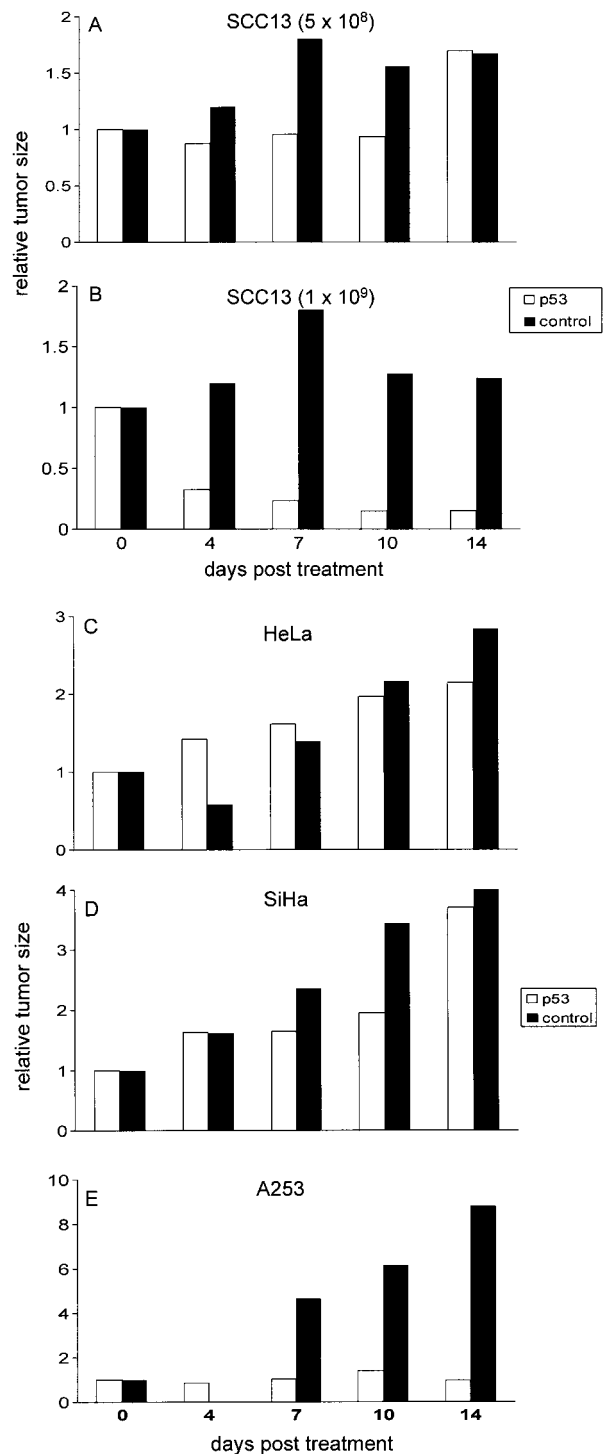 A
SCC13 (5 x 10⁸)
2
1.5
1
0.5
0
relative tumor size
B
SCC13 (1 x 10⁹)
2
1.5
1
0.5
0
0 4 7 10 14
days post treatment
p53
control
C
HeLa
3
2
1
0
D
SiHa
4
3
2
1
0
relative tumor size
p53
control
E
A253
10
8
6
4
2
0
0 4 7 10 14
days post treatment